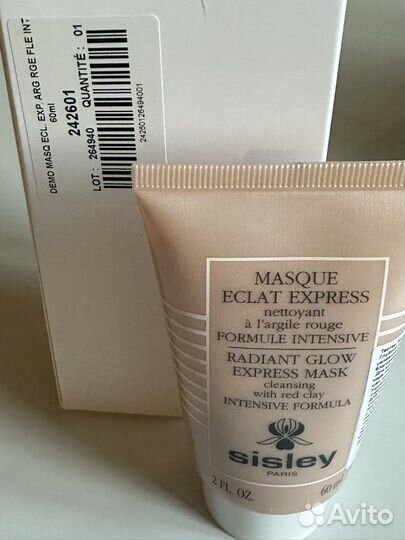 DEMO MASQ ECL. EXP. ARG RGE FLE INT
60ml
242601
LOT : 264940 QUANTITÉ : 01
24260126494001
MASQUE
ECLAT EXPRESS
nettoyant
à l'argile rouge
FORMULE INTENSIVE
RADIANT GLOW
EXPRESS MASK
cleansing
with red clay
INTENSIVE FORMULA
sisley
PARIS
2 FL. OZ. 60 ml
Avito